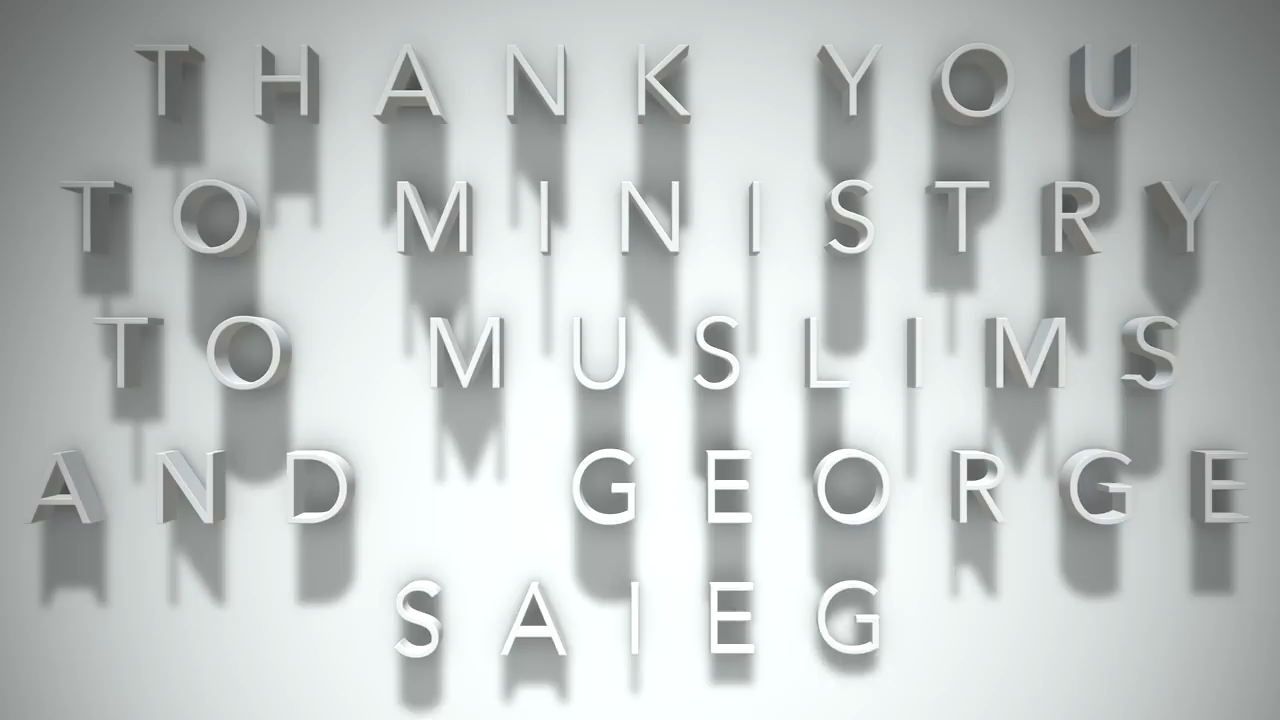 THANK YOU
TO MINISTRY
TO MUSLIMS
AND GEORGE
SAIEG